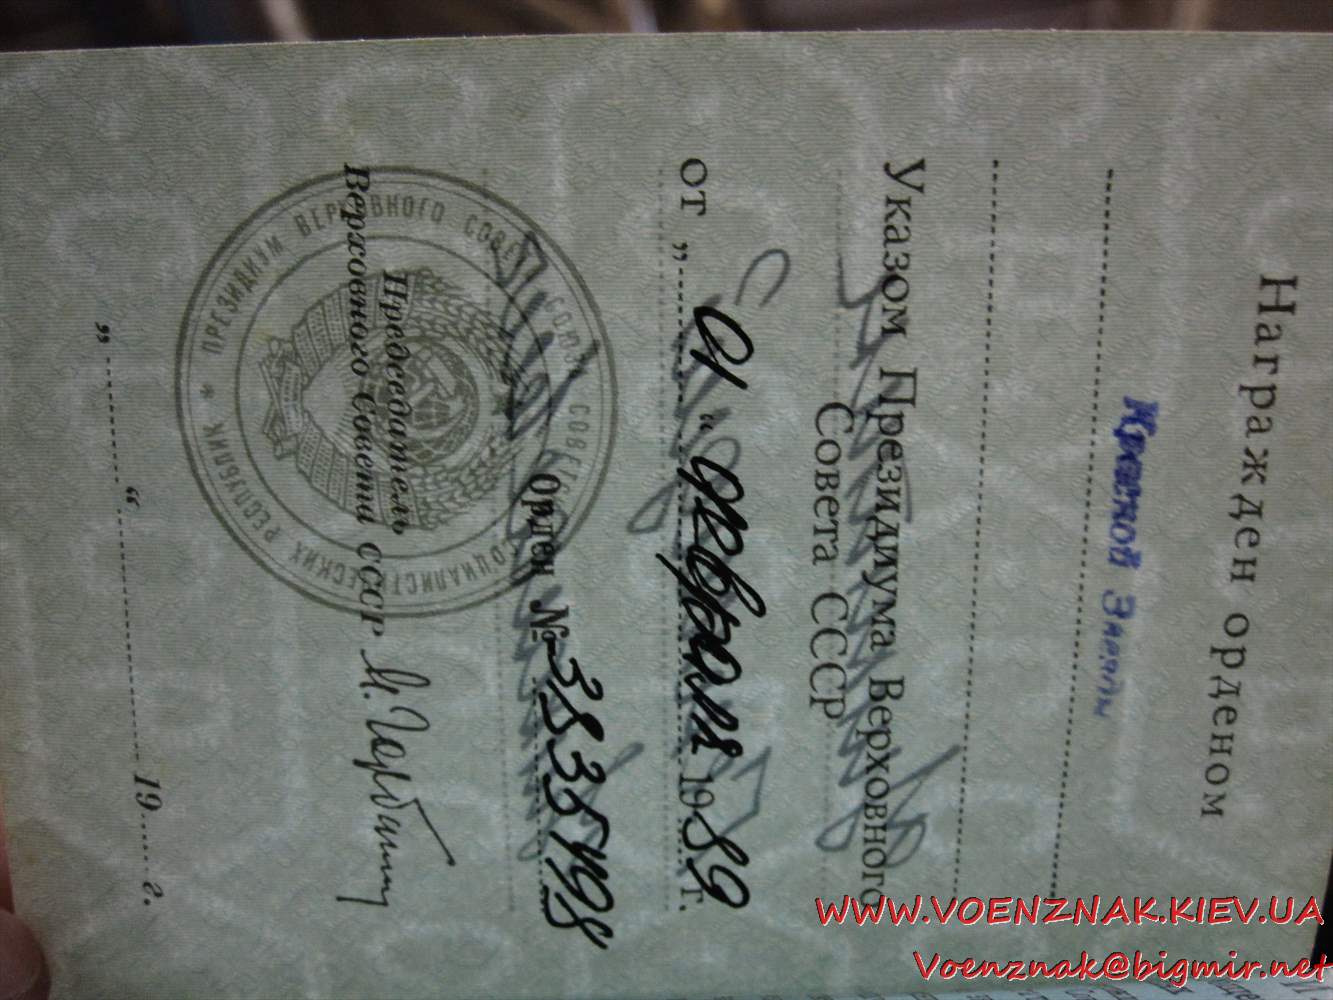 Награжден орденом
Красной Звезды
Указом Президиума Верховного
Совета СССР
от „ 21 “ февраля 1989 г.
Орден № 3835498
Председатель
Верховного Совета СССР
„ “ 19 г.
ПРЕЗИДИУМ ВЕРХОВНОГО СОВЕТА СОЮЗА СОВЕТСКИХ СОЦИАЛИСТИЧЕСКИХ РЕСПУБЛИК
WWW.VOENZNAK.KIEV.UA
Voenznak@bigmir.net